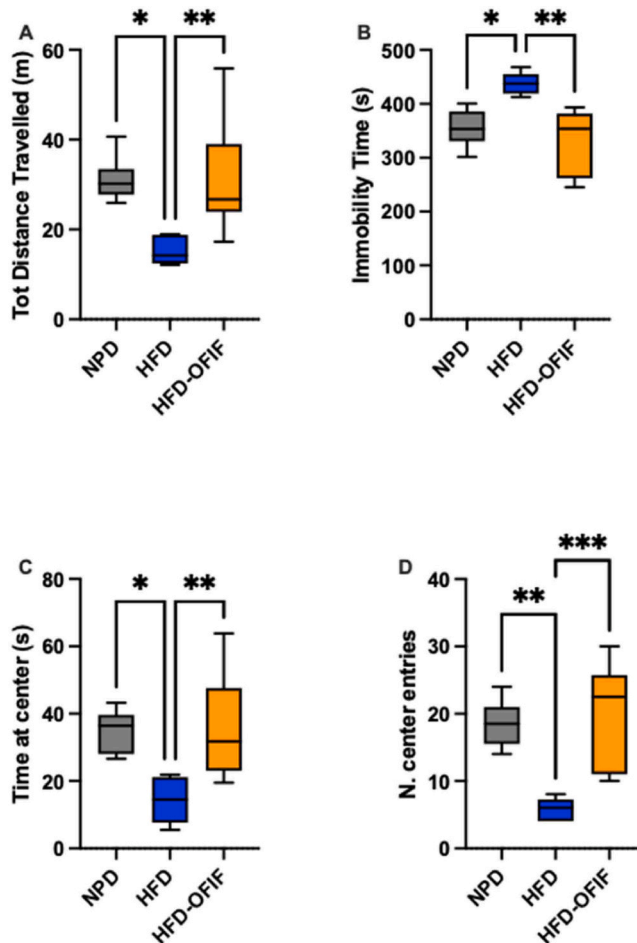 A
* **
Tot Distance Travelled (m)
60
40
20
0
NPD
HFD
HFD-OFIF
B
* **
Immobility Time (s)
500
400
300
200
100
0
NPD
HFD
HFD-OFIF
C
* **
Time at center (s)
80
60
40
20
0
NPD
HFD
HFD-OFIF
D
** ***
N. center entries
40
30
20
10
0
NPD
HFD
HFD-OFIF